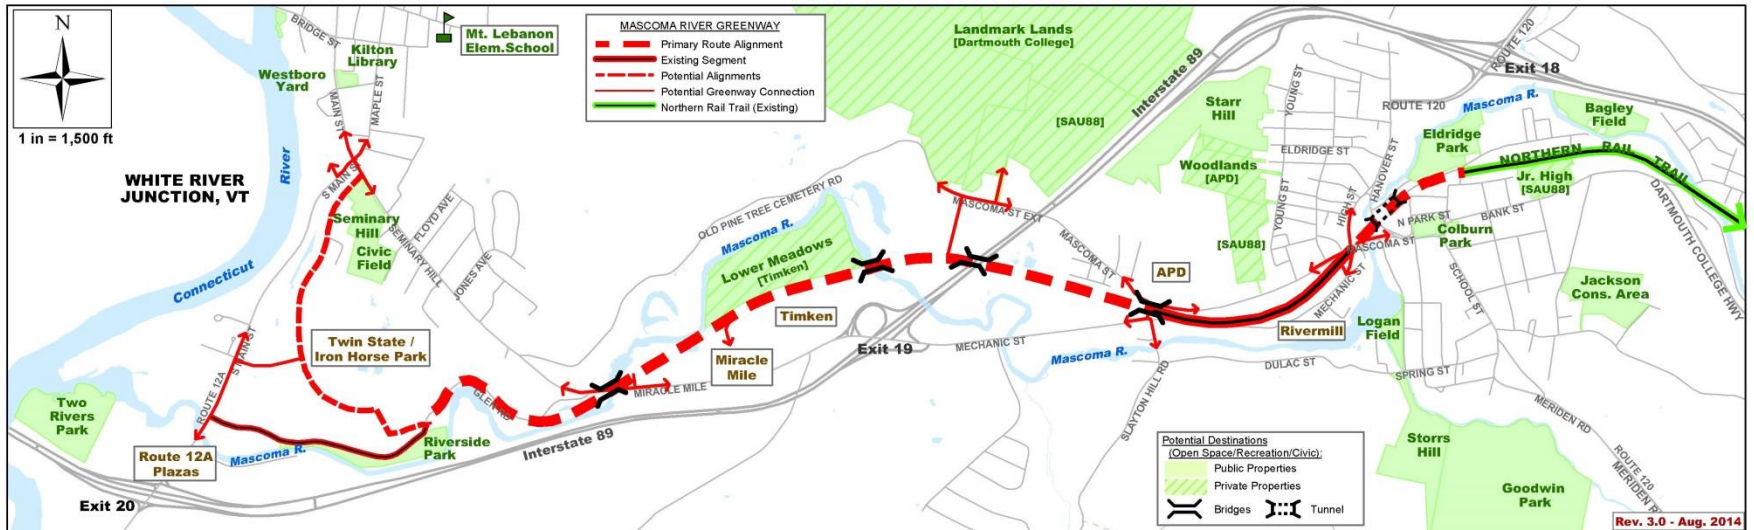 N
1 in = 1,500 ft
BRIDGE ST
Kilton
Library
Mt. Lebanon
Elem.School
Westboro
Yard
MAIN ST
MAPLE ST
River
WHITE RIVER
JUNCTION, VT
S MAIN ST
Seminary
Hill
Civic
Field
SEMINARY HILL
FLOYD AVE
JONES AVE
Connecticut
MASCOMA RIVER GREENWAY
Primary Route Alignment
Existing Segment
Potential Alignments
Potential Greenway Connection
Northern Rail Trail (Existing)
Landmark Lands
[Dartmouth College]
[SAU88]
Interstate 89
Starr
Hill
Woodlands
[APD]
[SAU88]
YOUNG ST
ELDRIDGE ST
YOUNG ST
ROUTE 120
ROUTE 120
Exit 18
Mascoma R.
Bagley
Field
Eldridge
Park
HANOVER ST
HIGH ST
NORTHERN RAIL TRAIL
Jr. High
[SAU88]
N PARK ST
BANK ST
Colburn
Park
DARTMOUTH COLLEGE HWY
OLD PINE TREE CEMETERY RD
Mascoma R.
Lower Meadows
[Timken]
MASCOMA ST EXT
MASCOMA ST
MASCOMA ST
APD
Timken
Miracle
Mile
Exit 19
MECHANIC ST
MECHANIC ST
Rivermill
Mascoma R.
Logan
Field
SCHOOL ST
Jackson
Cons. Area
DULAC ST
SPRING ST
SLAYTON HILL RD
MERIDEN RD
ROUTE 120
MERIDEN RD
Storrs
Hill
Goodwin
Park
S MAIN ST
ROUTE 12A
Twin State /
Iron Horse Park
MIRACLE MILE
GLEN RD
Interstate 89
Two
Rivers
Park
Route 12A
Plazas
Mascoma R.
Riverside
Park
Exit 20
Potential Destinations
(Open Space/Recreation/Civic):
Public Properties
Private Properties
Bridges
Tunnel
Rev. 3.0 - Aug. 2014